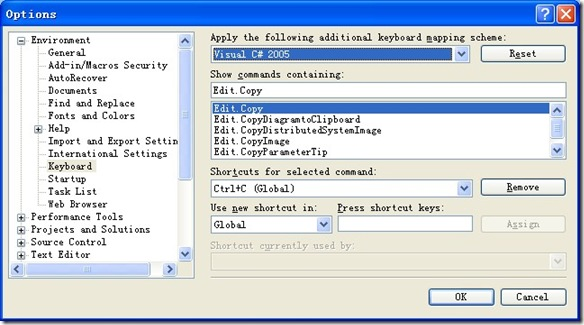 Options
Environment
General
Add-in/Macros Security
AutoRecover
Documents
Find and Replace
Fonts and Colors
Help
Import and Export Settin
International Settings
Keyboard
Startup
Task List
Web Browser
Performance Tools
Projects and Solutions
Source Control
Text Editor
Apply the following additional keyboard mapping scheme:
Visual C# 2005
Reset
Show commands containing:
Edit.Copy
Edit.Copy
Edit.CopyDiagramtoClipboard
Edit.CopyDistributedSystemImage
Edit.CopyImage
Edit.CopyParameterTip
Shortcuts for selected command:
Ctrl+C (Global)
Remove
Use new shortcut in:
Press shortcut keys:
Global
Assign
Shortcut currently used by:
OK
Cancel